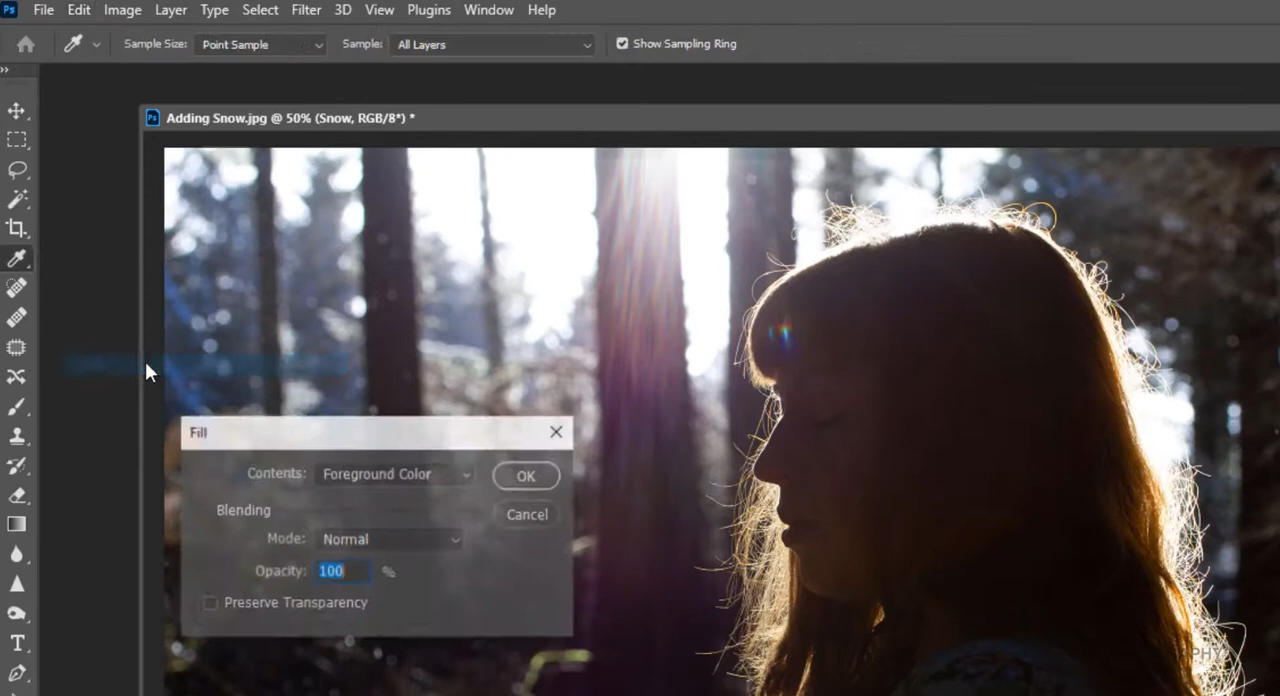 Ps File Edit Image Layer Type Select Filter 3D View Plugins Window Help
Sample Size: Point Sample Sample: All Layers Show Sampling Ring
Ps Adding Snow.jpg @ 50% (Snow, RGB/8*) *
Fill
Contents: Foreground Color OK
Blending Cancel
Mode: Normal
Opacity: 100 %
Preserve Transparency